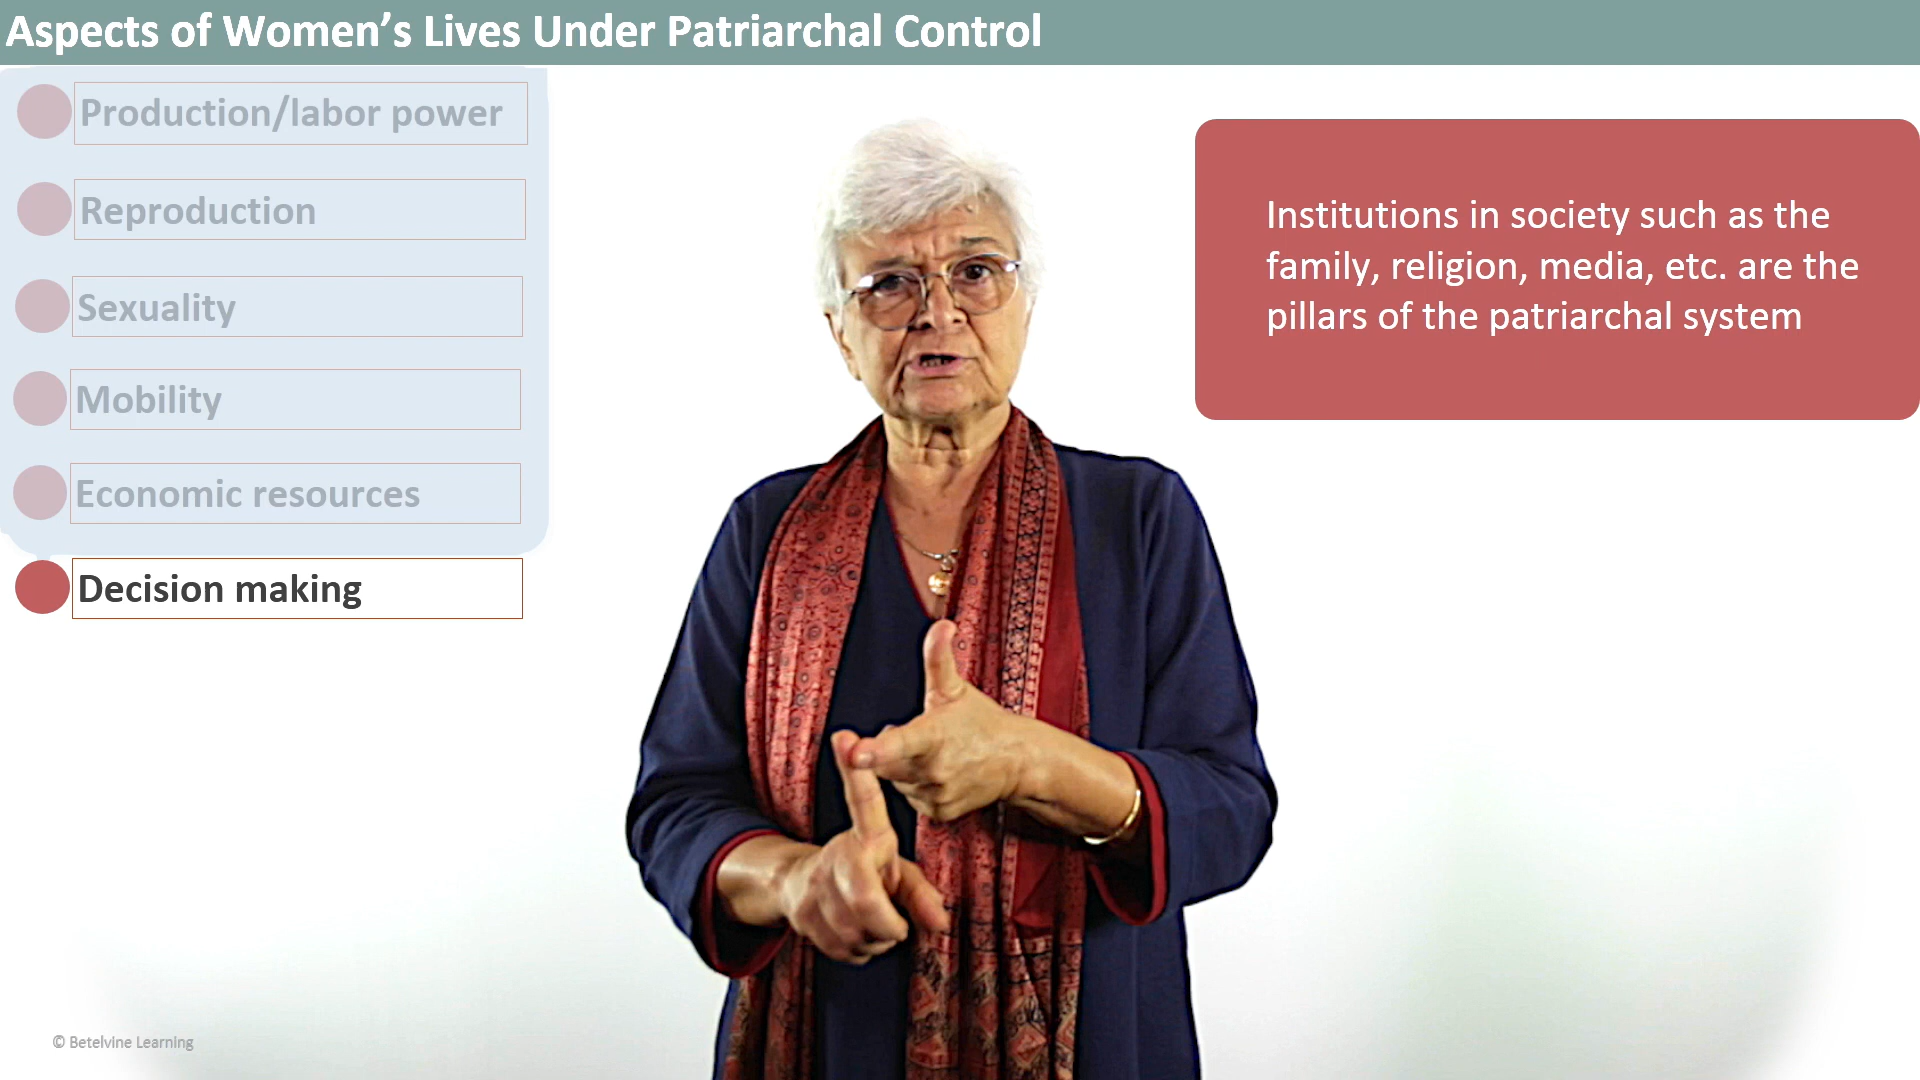 Aspects of Women’s Lives Under Patriarchal Control
Production/labor power
Reproduction
Sexuality
Mobility
Economic resources
Decision making
Institutions in society such as the
family, religion, media, etc. are the
pillars of the patriarchal system
© Betelvine Learning